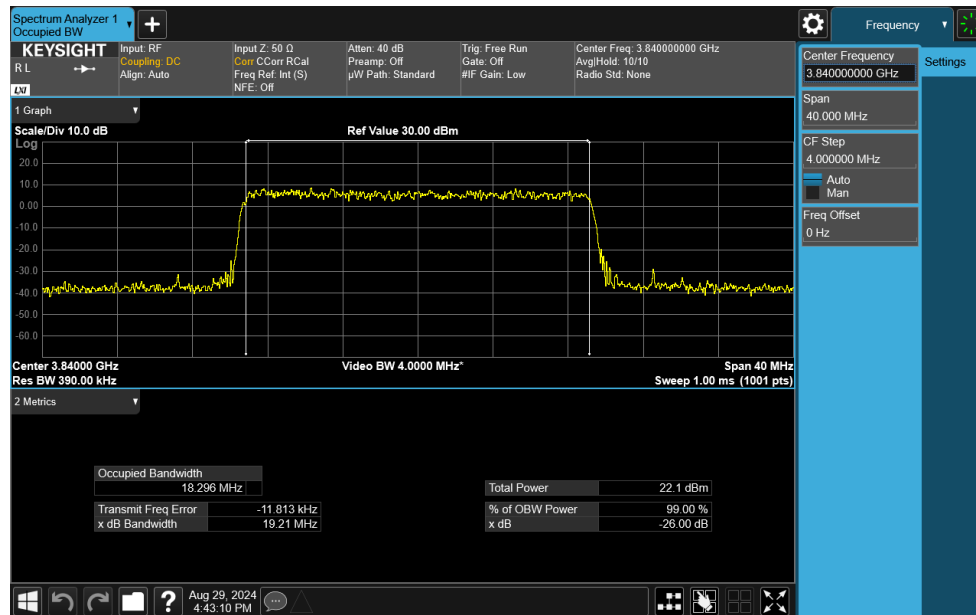 Spectrum Analyzer 1
Occupied BW
Frequency
KEYSIGHT
R L
LXI
Input: RF
Coupling: DC
Align: Auto
Input Z: 50 Ω
Corr CCorr RCal
Freq Ref: Int (S)
NFE: Off
Atten: 40 dB
Preamp: Off
µW Path: Standard
Trig: Free Run
Gate: Off
#IF Gain: Low
Center Freq: 3.840000000 GHz
Avg|Hold: 10/10
Radio Std: None
Center Frequency
3.840000000 GHz
Settings
Span
40.000 MHz
CF Step
4.000000 MHz
Auto
Man
Freq Offset
0 Hz
1 Graph
Scale/Div 10.0 dB
Ref Value 30.00 dBm
Log
20.0
10.0
0.00
-10.0
-20.0
-30.0
-40.0
-50.0
-60.0
Center 3.84000 GHz
Video BW 4.0000 MHz*
Span 40 MHz
Res BW 390.00 kHz
Sweep 1.00 ms (1001 pts)
2 Metrics
Occupied Bandwidth
18.296 MHz
Total Power 22.1 dBm
Transmit Freq Error -11.813 kHz
% of OBW Power 99.00 %
x dB Bandwidth 19.21 MHz
x dB -26.00 dB
?
Aug 29, 2024
4:43:10 PM